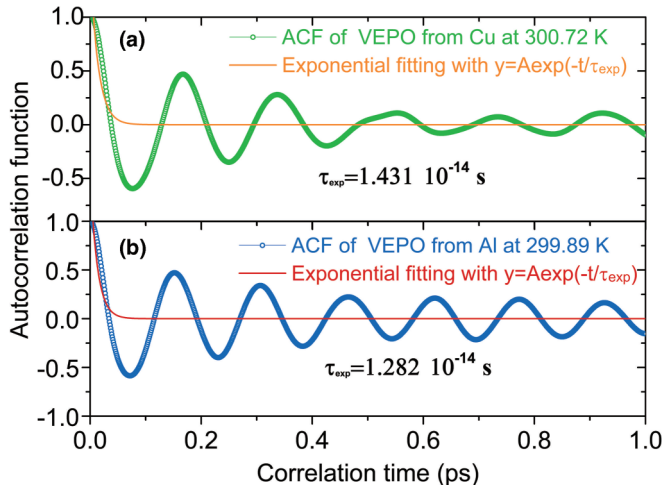 1.0
(a)
ACF of VEPO from Cu at 300.72 K
Exponential fitting with y=Aexp(-t/τexp)
0.5
0.0
-0.5
τexp=1.431 10-14 s
1.0
(b)
ACF of VEPO from Al at 299.89 K
Exponential fitting with y=Aexp(-t/τexp)
0.5
0.0
-0.5
τexp=1.282 10-14 s
-1.0
0.0 0.2 0.4 0.6 0.8 1.0
Correlation time (ps)
Autocorrelation function